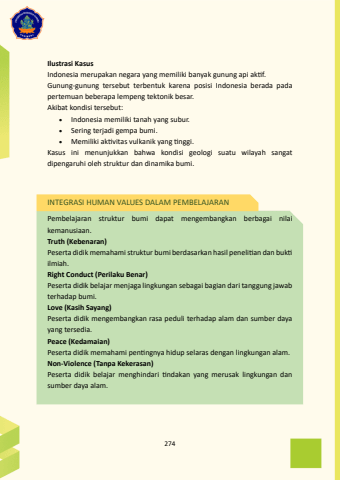 Ilustrasi Kasus
Indonesia merupakan negara yang memiliki banyak gunung api aktif.
Gunung-gunung tersebut terbentuk karena posisi Indonesia berada pada
pertemuan beberapa lempeng tektonik besar.
Akibat kondisi tersebut:
• Indonesia memiliki tanah yang subur.
• Sering terjadi gempa bumi.
• Memiliki aktivitas vulkanik yang tinggi.
Kasus ini menunjukkan bahwa kondisi geologi suatu wilayah sangat
dipengaruhi oleh struktur dan dinamika bumi.
INTEGRASI HUMAN VALUES DALAM PEMBELAJARAN
Pembelajaran struktur bumi dapat mengembangkan berbagai nilai
kemanusiaan.
Truth (Kebenaran)
Peserta didik memahami struktur bumi berdasarkan hasil penelitian dan bukti
ilmiah.
Right Conduct (Perilaku Benar)
Peserta didik belajar menjaga lingkungan sebagai bagian dari tanggung jawab
terhadap bumi.
Love (Kasih Sayang)
Peserta didik mengembangkan rasa peduli terhadap alam dan sumber daya
yang tersedia.
Peace (Kedamaian)
Peserta didik memahami pentingnya hidup selaras dengan lingkungan alam.
Non-Violence (Tanpa Kekerasan)
Peserta didik belajar menghindari tindakan yang merusak lingkungan dan
sumber daya alam.
274